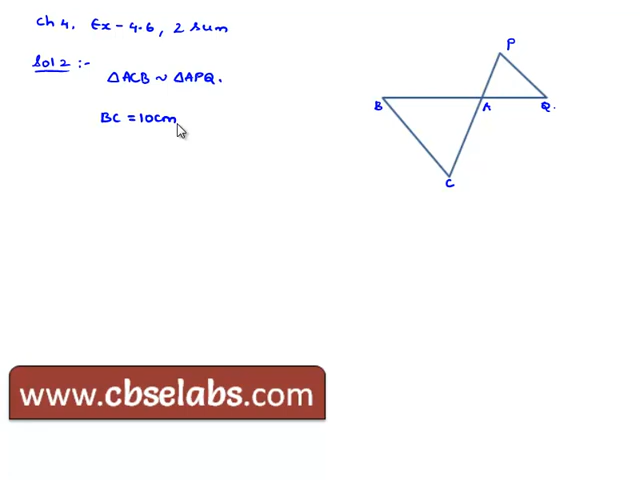 Ch 4, Ex - 4.6, 2 sum
Sol 2 :-
△ACB ~ △APQ.
BC = 10cm
P
B
A
Q.
C
www.cbselabs.com